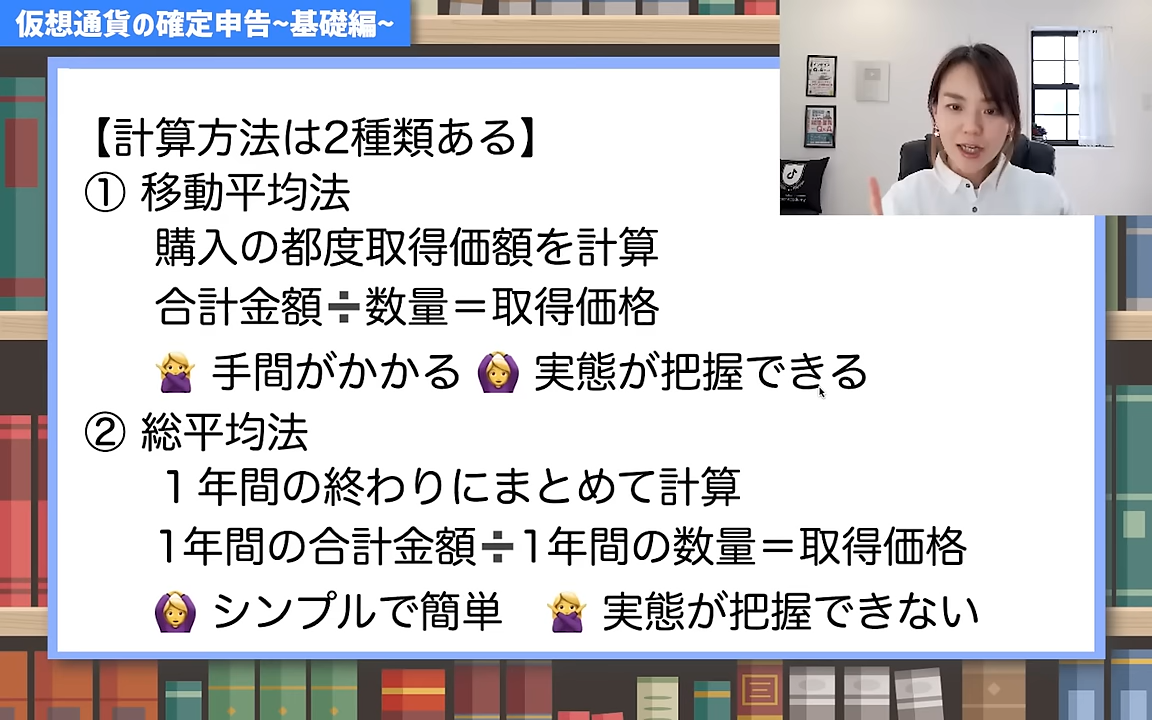 仮想通貨の確定申告~基礎編~
【計算方法は2種類ある】
① 移動平均法
購入の都度取得価額を計算
合計金額➗数量＝取得価格
🙅‍♀️ 手間がかかる 🙆‍♀️ 実態が把握できる
② 総平均法
１年間の終わりにまとめて計算
1年間の合計金額➗1年間の数量＝取得価格
🙆‍♀️ シンプルで簡単 🙅‍♀️ 実態が把握できない
Q&A